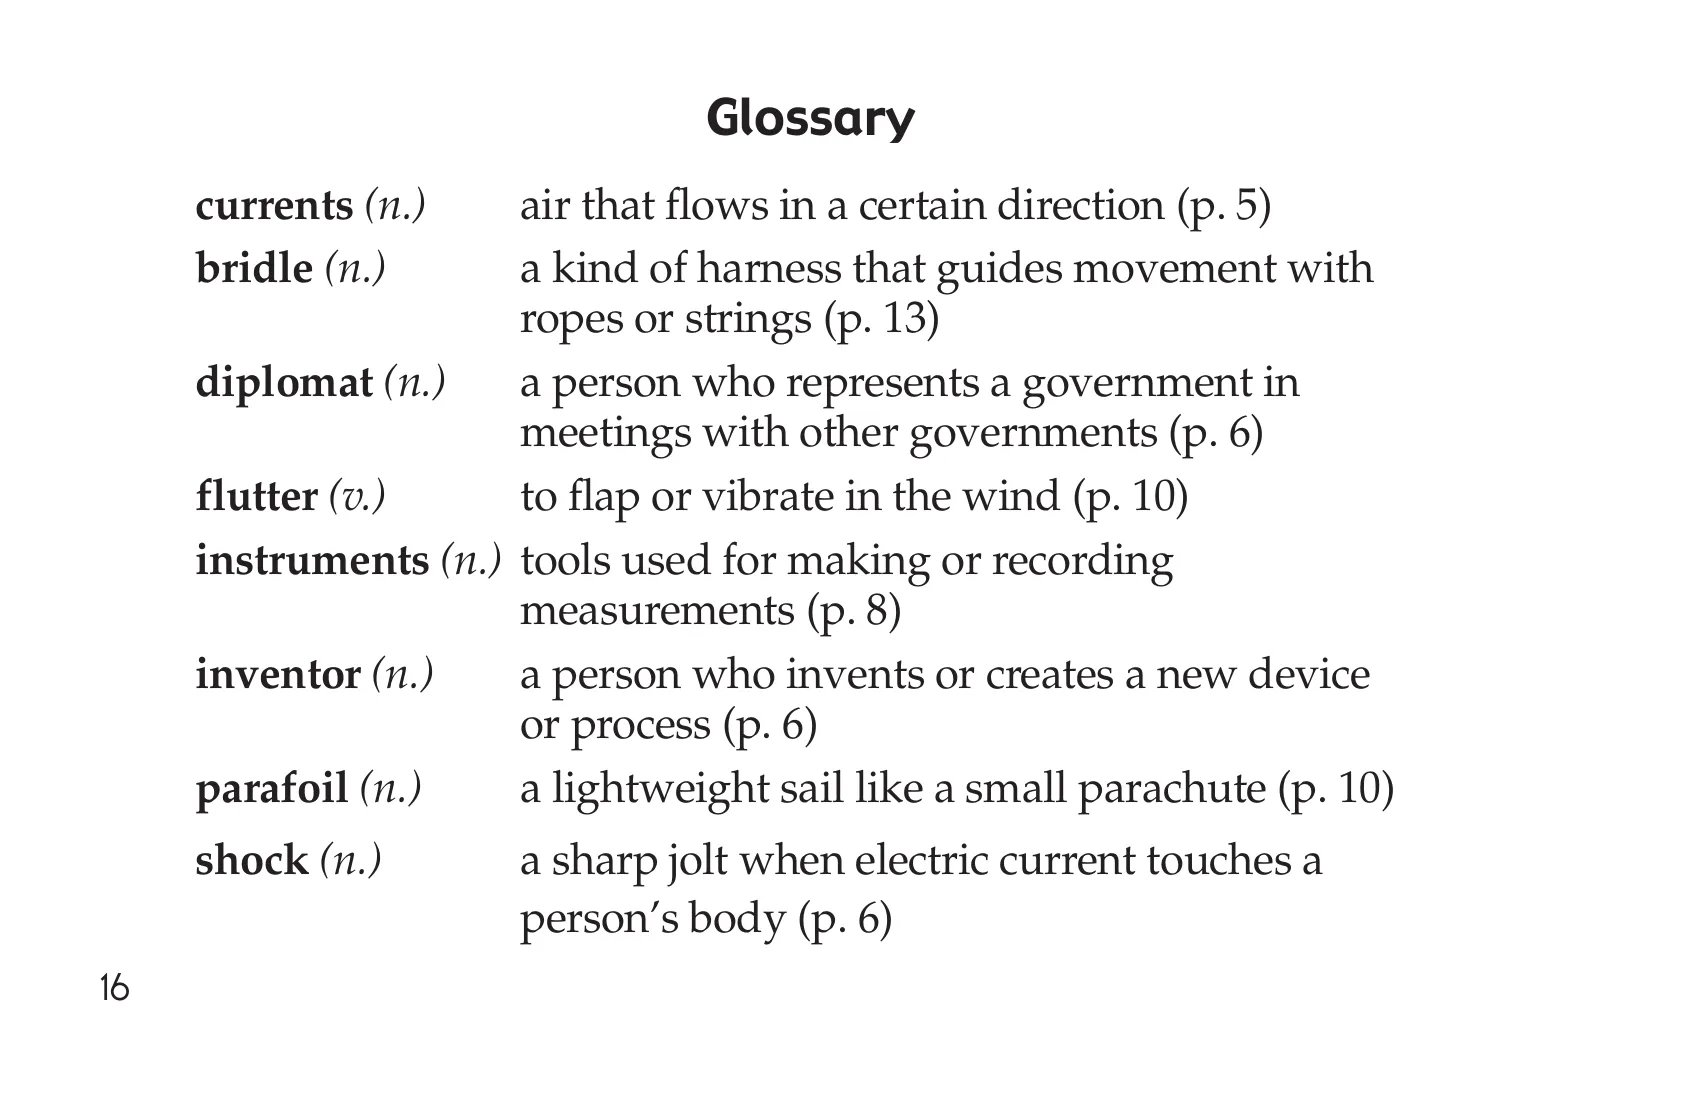 Glossary
currents (n.) air that flows in a certain direction (p. 5)
bridle (n.) a kind of harness that guides movement with
ropes or strings (p. 13)
diplomat (n.) a person who represents a government in
meetings with other governments (p. 6)
flutter (v.) to flap or vibrate in the wind (p. 10)
instruments (n.) tools used for making or recording
measurements (p. 8)
inventor (n.) a person who invents or creates a new device
or process (p. 6)
parafoil (n.) a lightweight sail like a small parachute (p. 10)
shock (n.) a sharp jolt when electric current touches a
person’s body (p. 6)
16